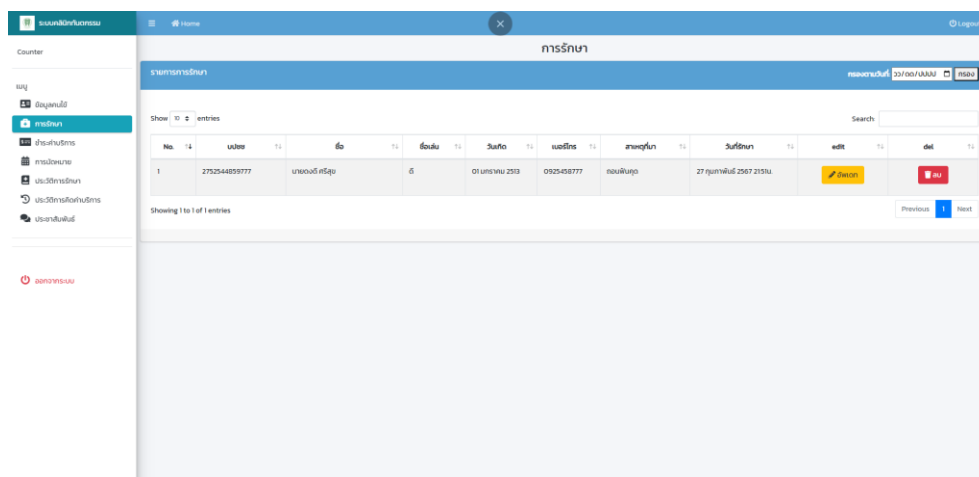 ระบบคลินิกทันตกรรม
Home
Logout
Counter
เมนู
ข้อมูลคนไข้
การรักษา
ชำระค่าบริการ
การนัดหมาย
ประวัติการรักษา
ประวัติการคิดค่าบริการ
ประชาสัมพันธ์
ออกจากระบบ
การรักษา
รายการการรักษา
กรองตามวันที่: วว/ดด/ปปปป กรอง
Show 10 entries
Search:
No. บปชช ชื่อ ชื่อเล่น วันเกิด เบอร์โทร สาเหตุที่มา วันที่รักษา edit del
1 2752544859777 นายองดี ศรีสุข ดี 01 มกราคม 2513 0925458777 ถอนฟันคุด 27 กุมภาพันธ์ 2567 21:51น. อัพเดท ลบ
Showing 1 to 1 of 1 entries
Previous 1 Next